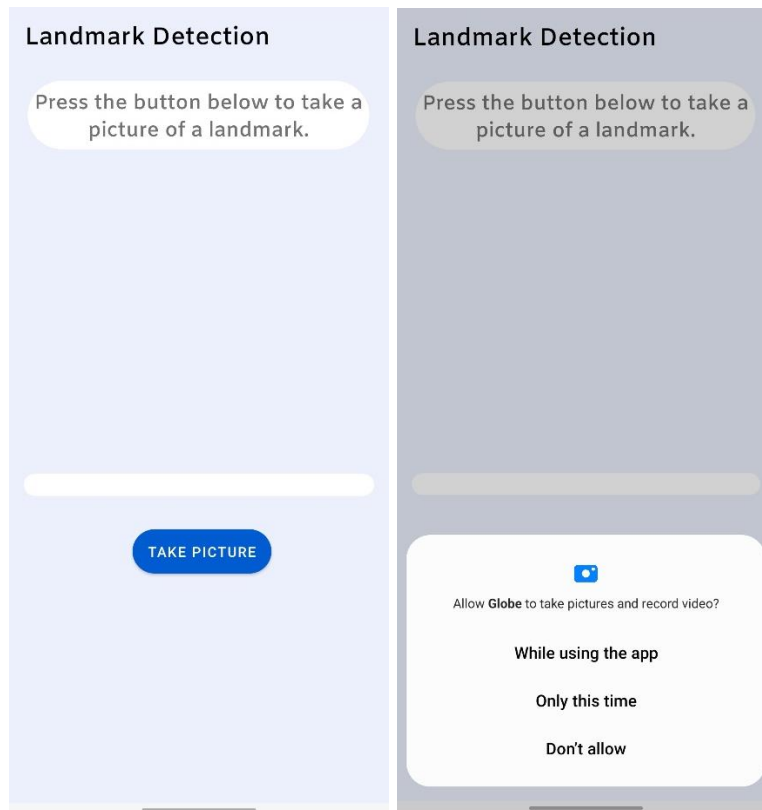 Landmark Detection
Press the button below to take a
picture of a landmark.
TAKE PICTURE
Landmark Detection
Press the button below to take a
picture of a landmark.
Allow Globe to take pictures and record video?
While using the app
Only this time
Don't allow